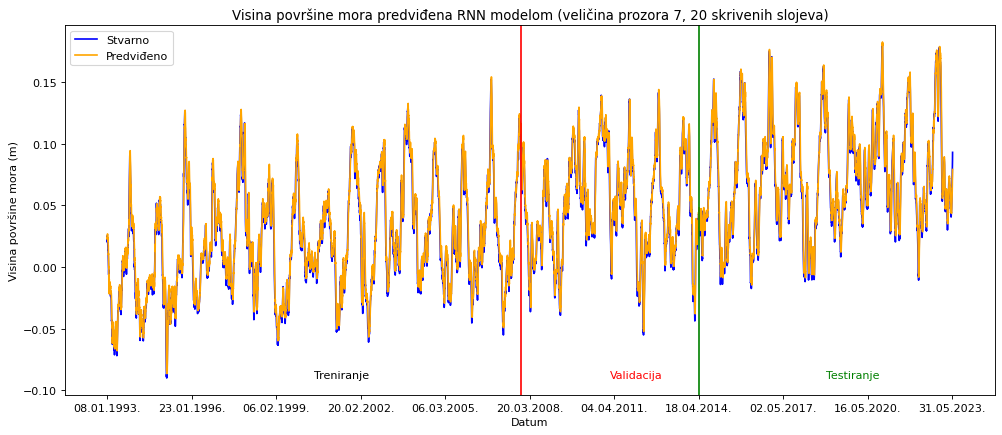 Visina površine mora predviđena RNN modelom (veličina prozora 7, 20 skrivenih slojeva)
Stvarno
Predviđeno
Visina površine mora (m)
0.15
0.10
0.05
0.00
−0.05
−0.10
Treniranje
Validacija
Testiranje
08.01.1993.
23.01.1996.
06.02.1999.
20.02.2002.
06.03.2005.
20.03.2008.
04.04.2011.
18.04.2014.
02.05.2017.
16.05.2020.
31.05.2023.
Datum